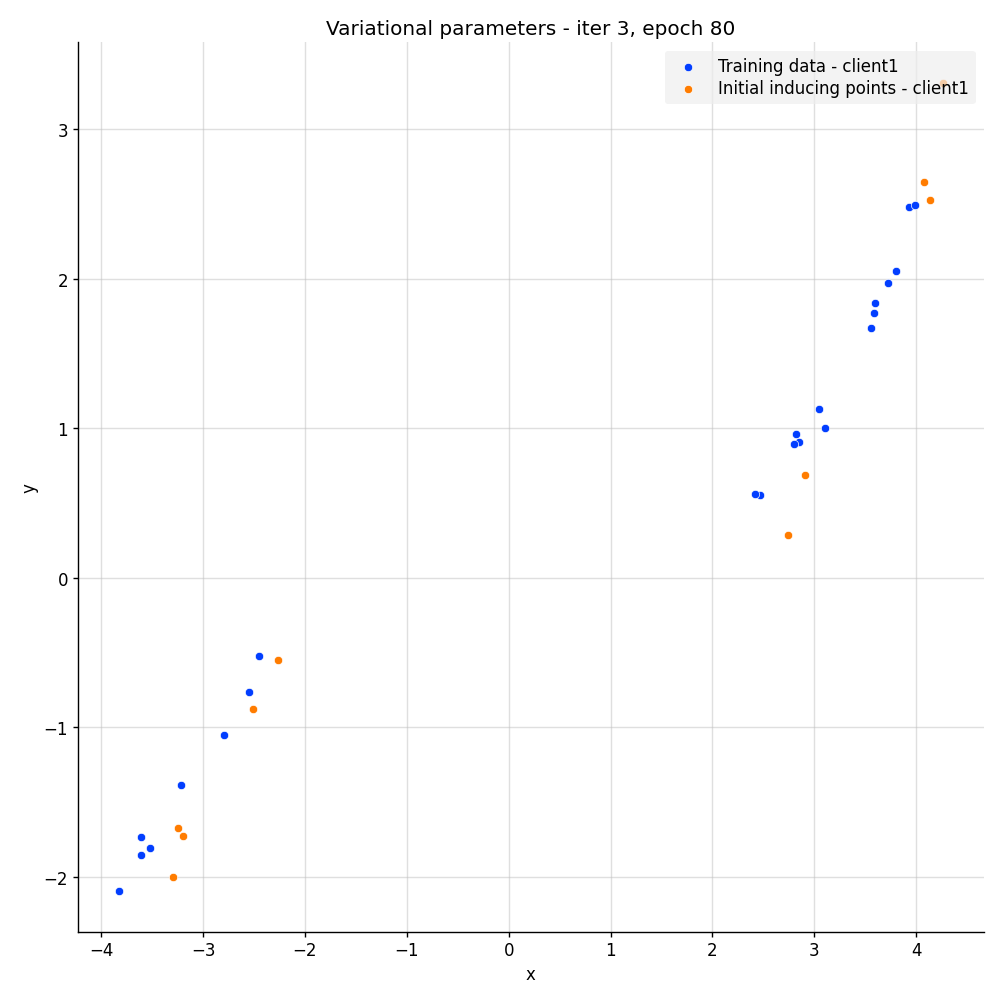 Variational parameters - iter 3, epoch 80
Training data - client1
Initial inducing points - client1
3
2
1
0
−1
−2
y
−4 −3 −2 −1 0 1 2 3 4
x